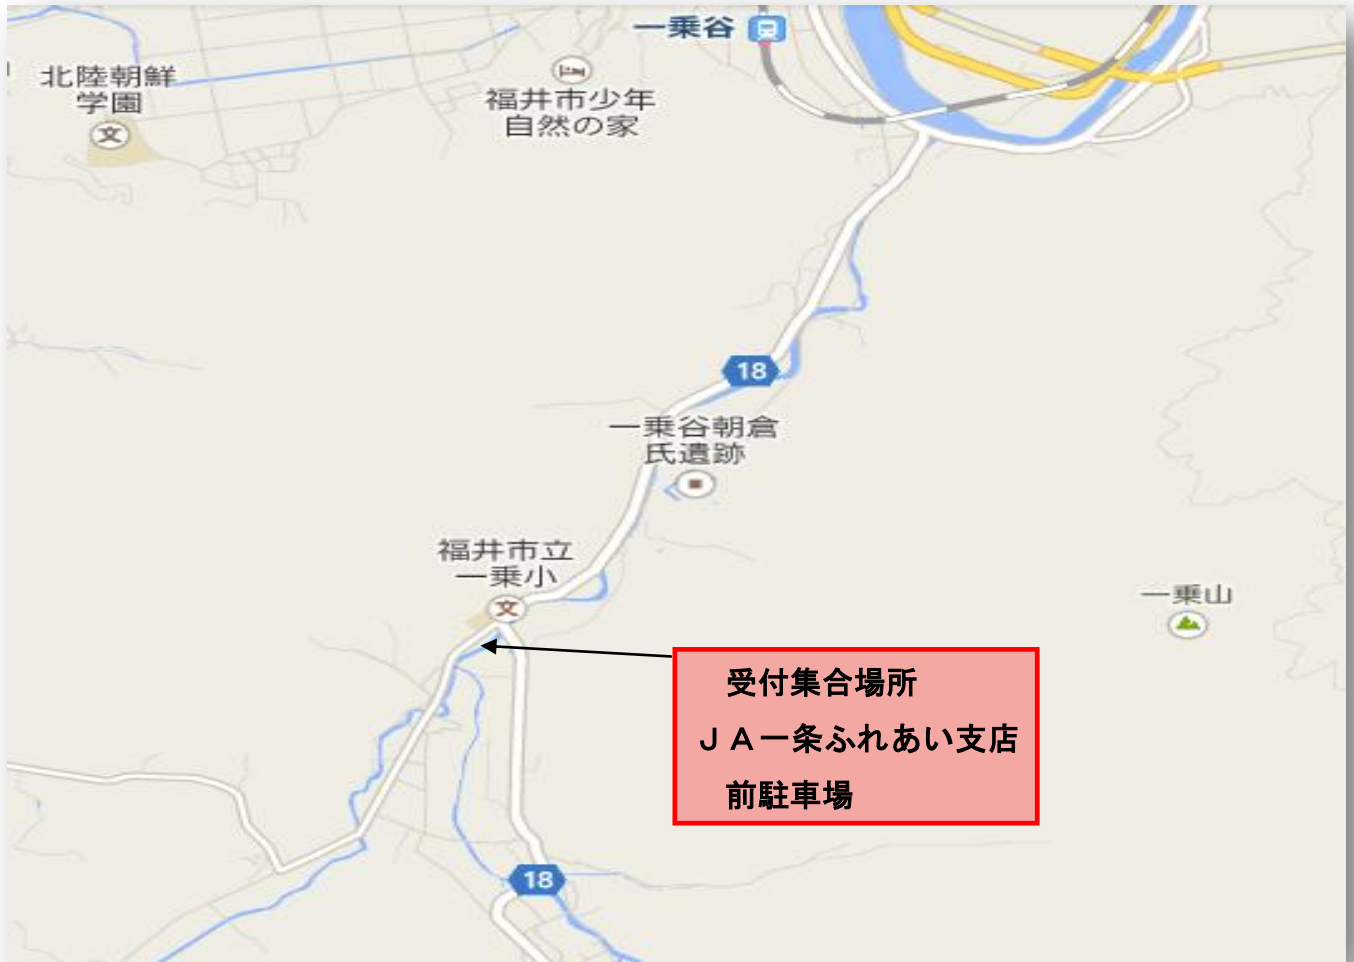 一乗谷
北陸朝鮮
学園
文
福井市少年
自然の家
18
一乗谷朝倉
氏遺跡
福井市立
一乗小
文
一乗山
受付集合場所
ＪＡ一条ふれあい支店
前駐車場
18